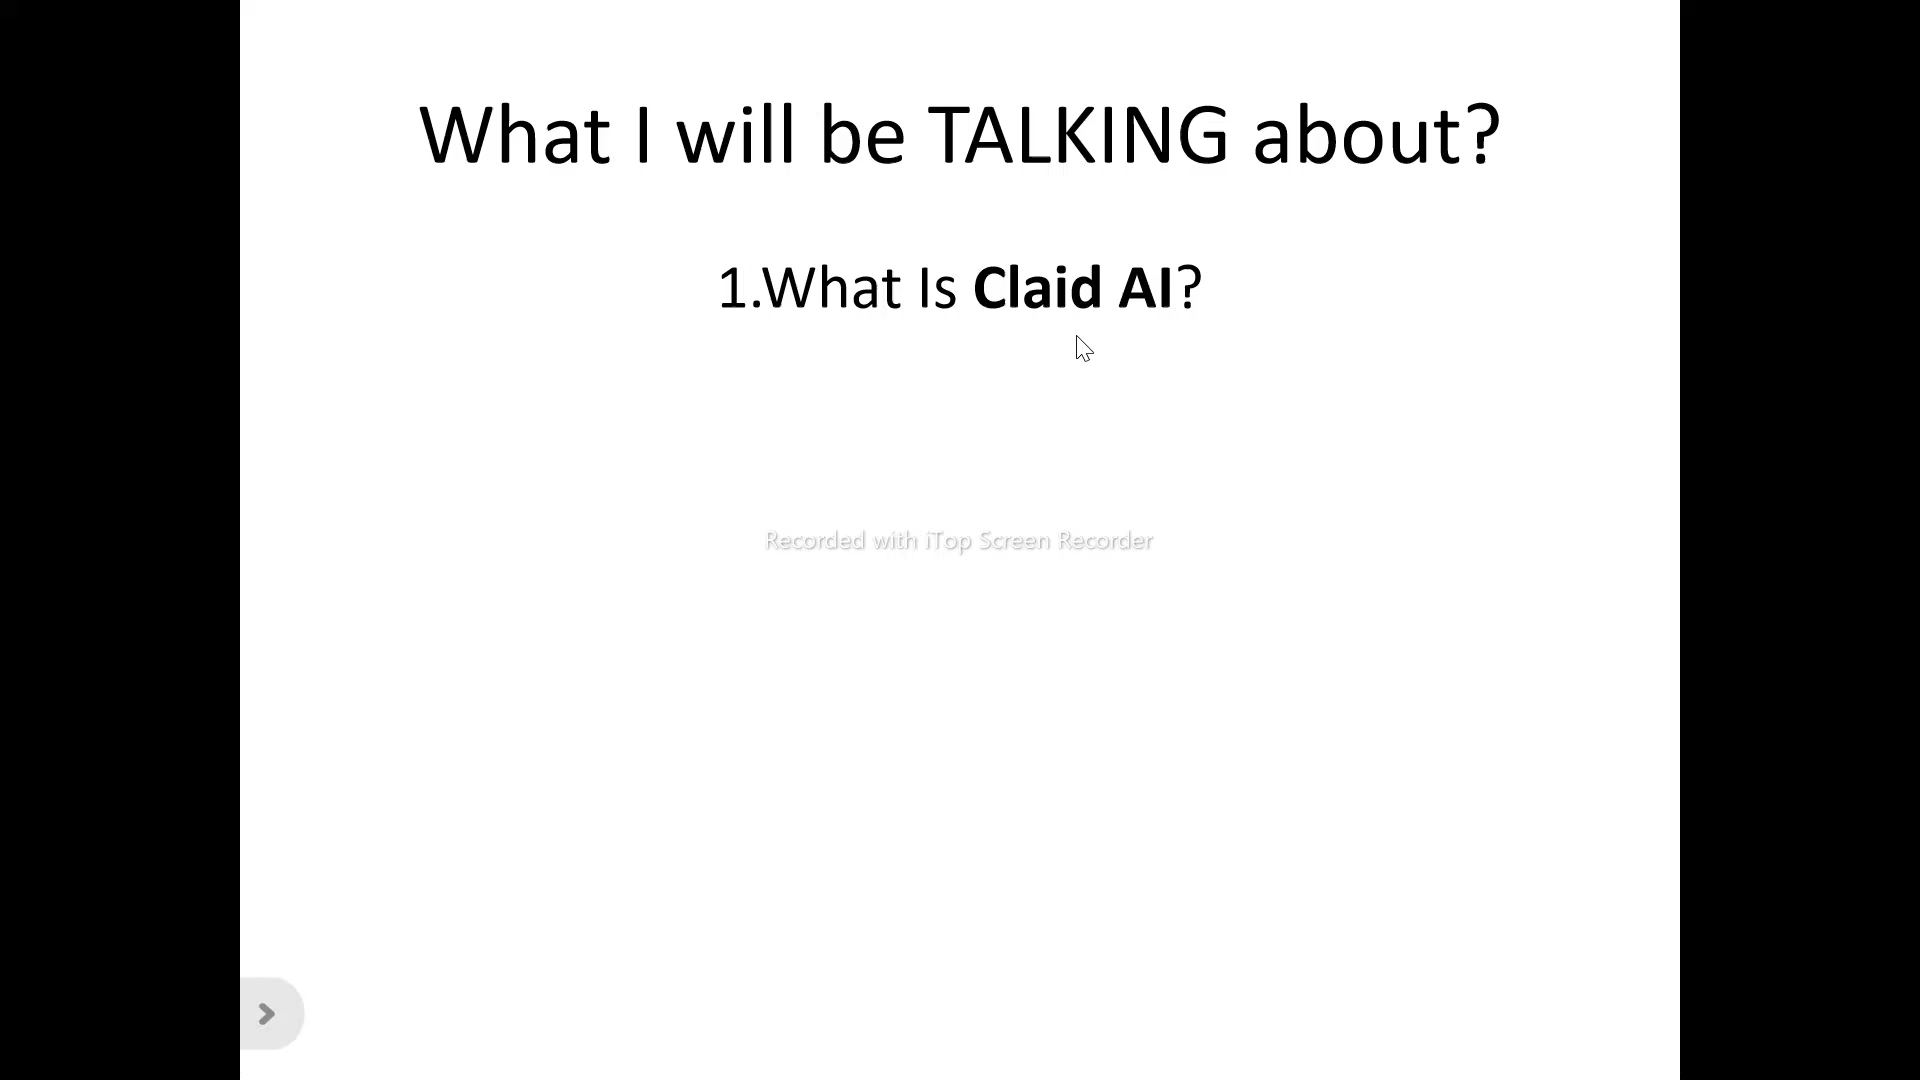 What I will be TALKING about?
1.What Is Claid AI?
Recorded with iTop Screen Recorder